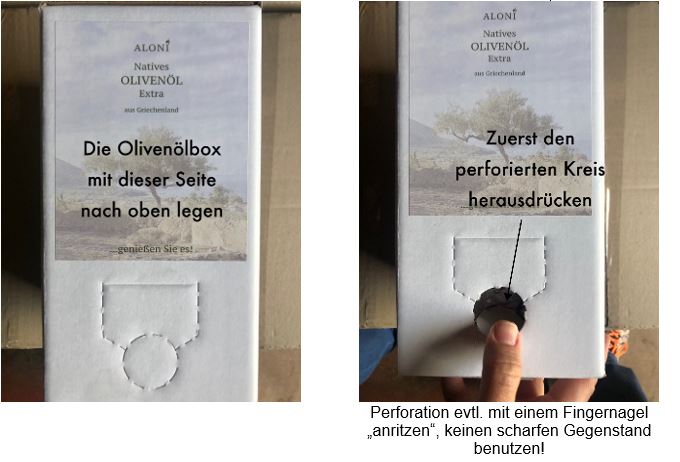 ALONI
Natives
OLIVENÖL
Extra
aus Griechenland
Die Olivenölbox
mit dieser Seite
nach oben legen
...genießen Sie es!
ALONI
Natives
OLIVENÖL
Extra
aus Griechenland
Zuerst den
perforierten Kreis
herausdrücken
Perforation evtl. mit einem Fingernagel
„anritzen“, keinen scharfen Gegenstand
benutzen!